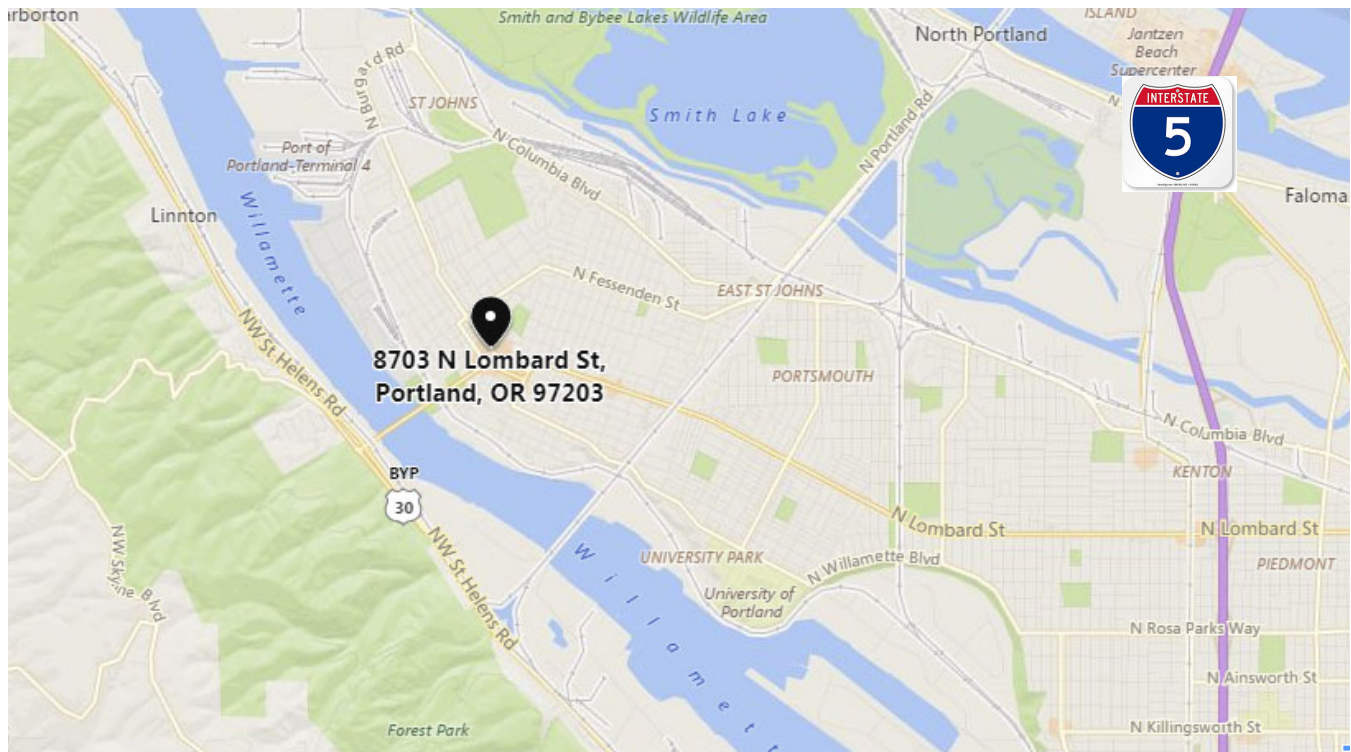 arborton
Smith and Bybee Lakes Wildlife Area
ISLAND
North Portland
Jantzen
Beach
Supercenter
N
INTERSTATE
5
N Burgard Rd
ST JOHNS
Smith Lake
N Portland Rd
Port of
Portland-Terminal 4
N Columbia Blvd
Faloma
Linnton
Willamette
N Fessenden St
EAST ST JOHNS
NW St Helens Rd
8703 N Lombard St,
Portland, OR 97203
PORTSMOUTH
N Columbia Blvd
KENTON
BYP
30
N Lombard St
N Lombard St
NW Skyline Blvd
NW St Helens Rd
UNIVERSITY PARK
N Willamette Blvd
PIEDMONT
University of
Portland
Willamett
N Rosa Parks Way
N Ainsworth St
Forest Park
N Killingsworth St